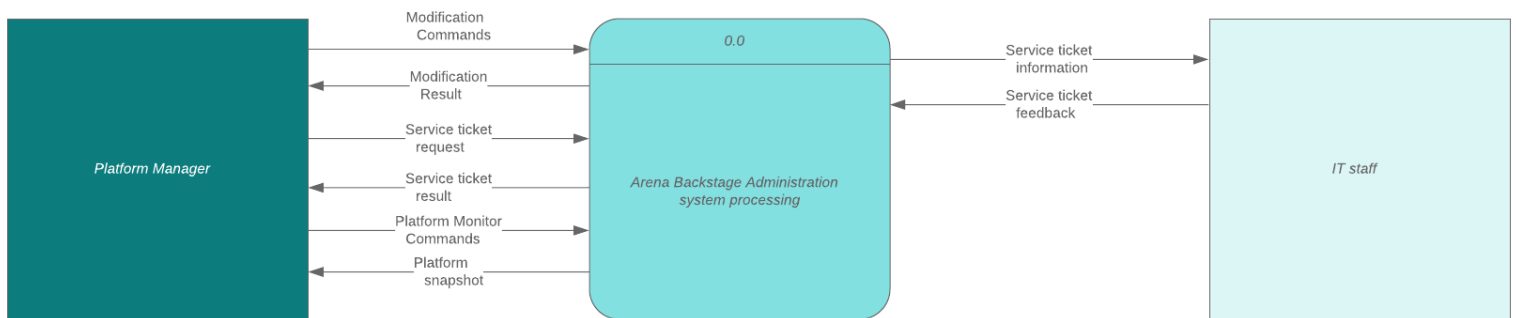 Platform Manager
Modification
Commands
Modification
Result
Service ticket
request
Service ticket
result
Platform Monitor
Commands
Platform
snapshot
0.0
Arena Backstage Administration
system processing
Service ticket
information
Service ticket
feedback
IT staff